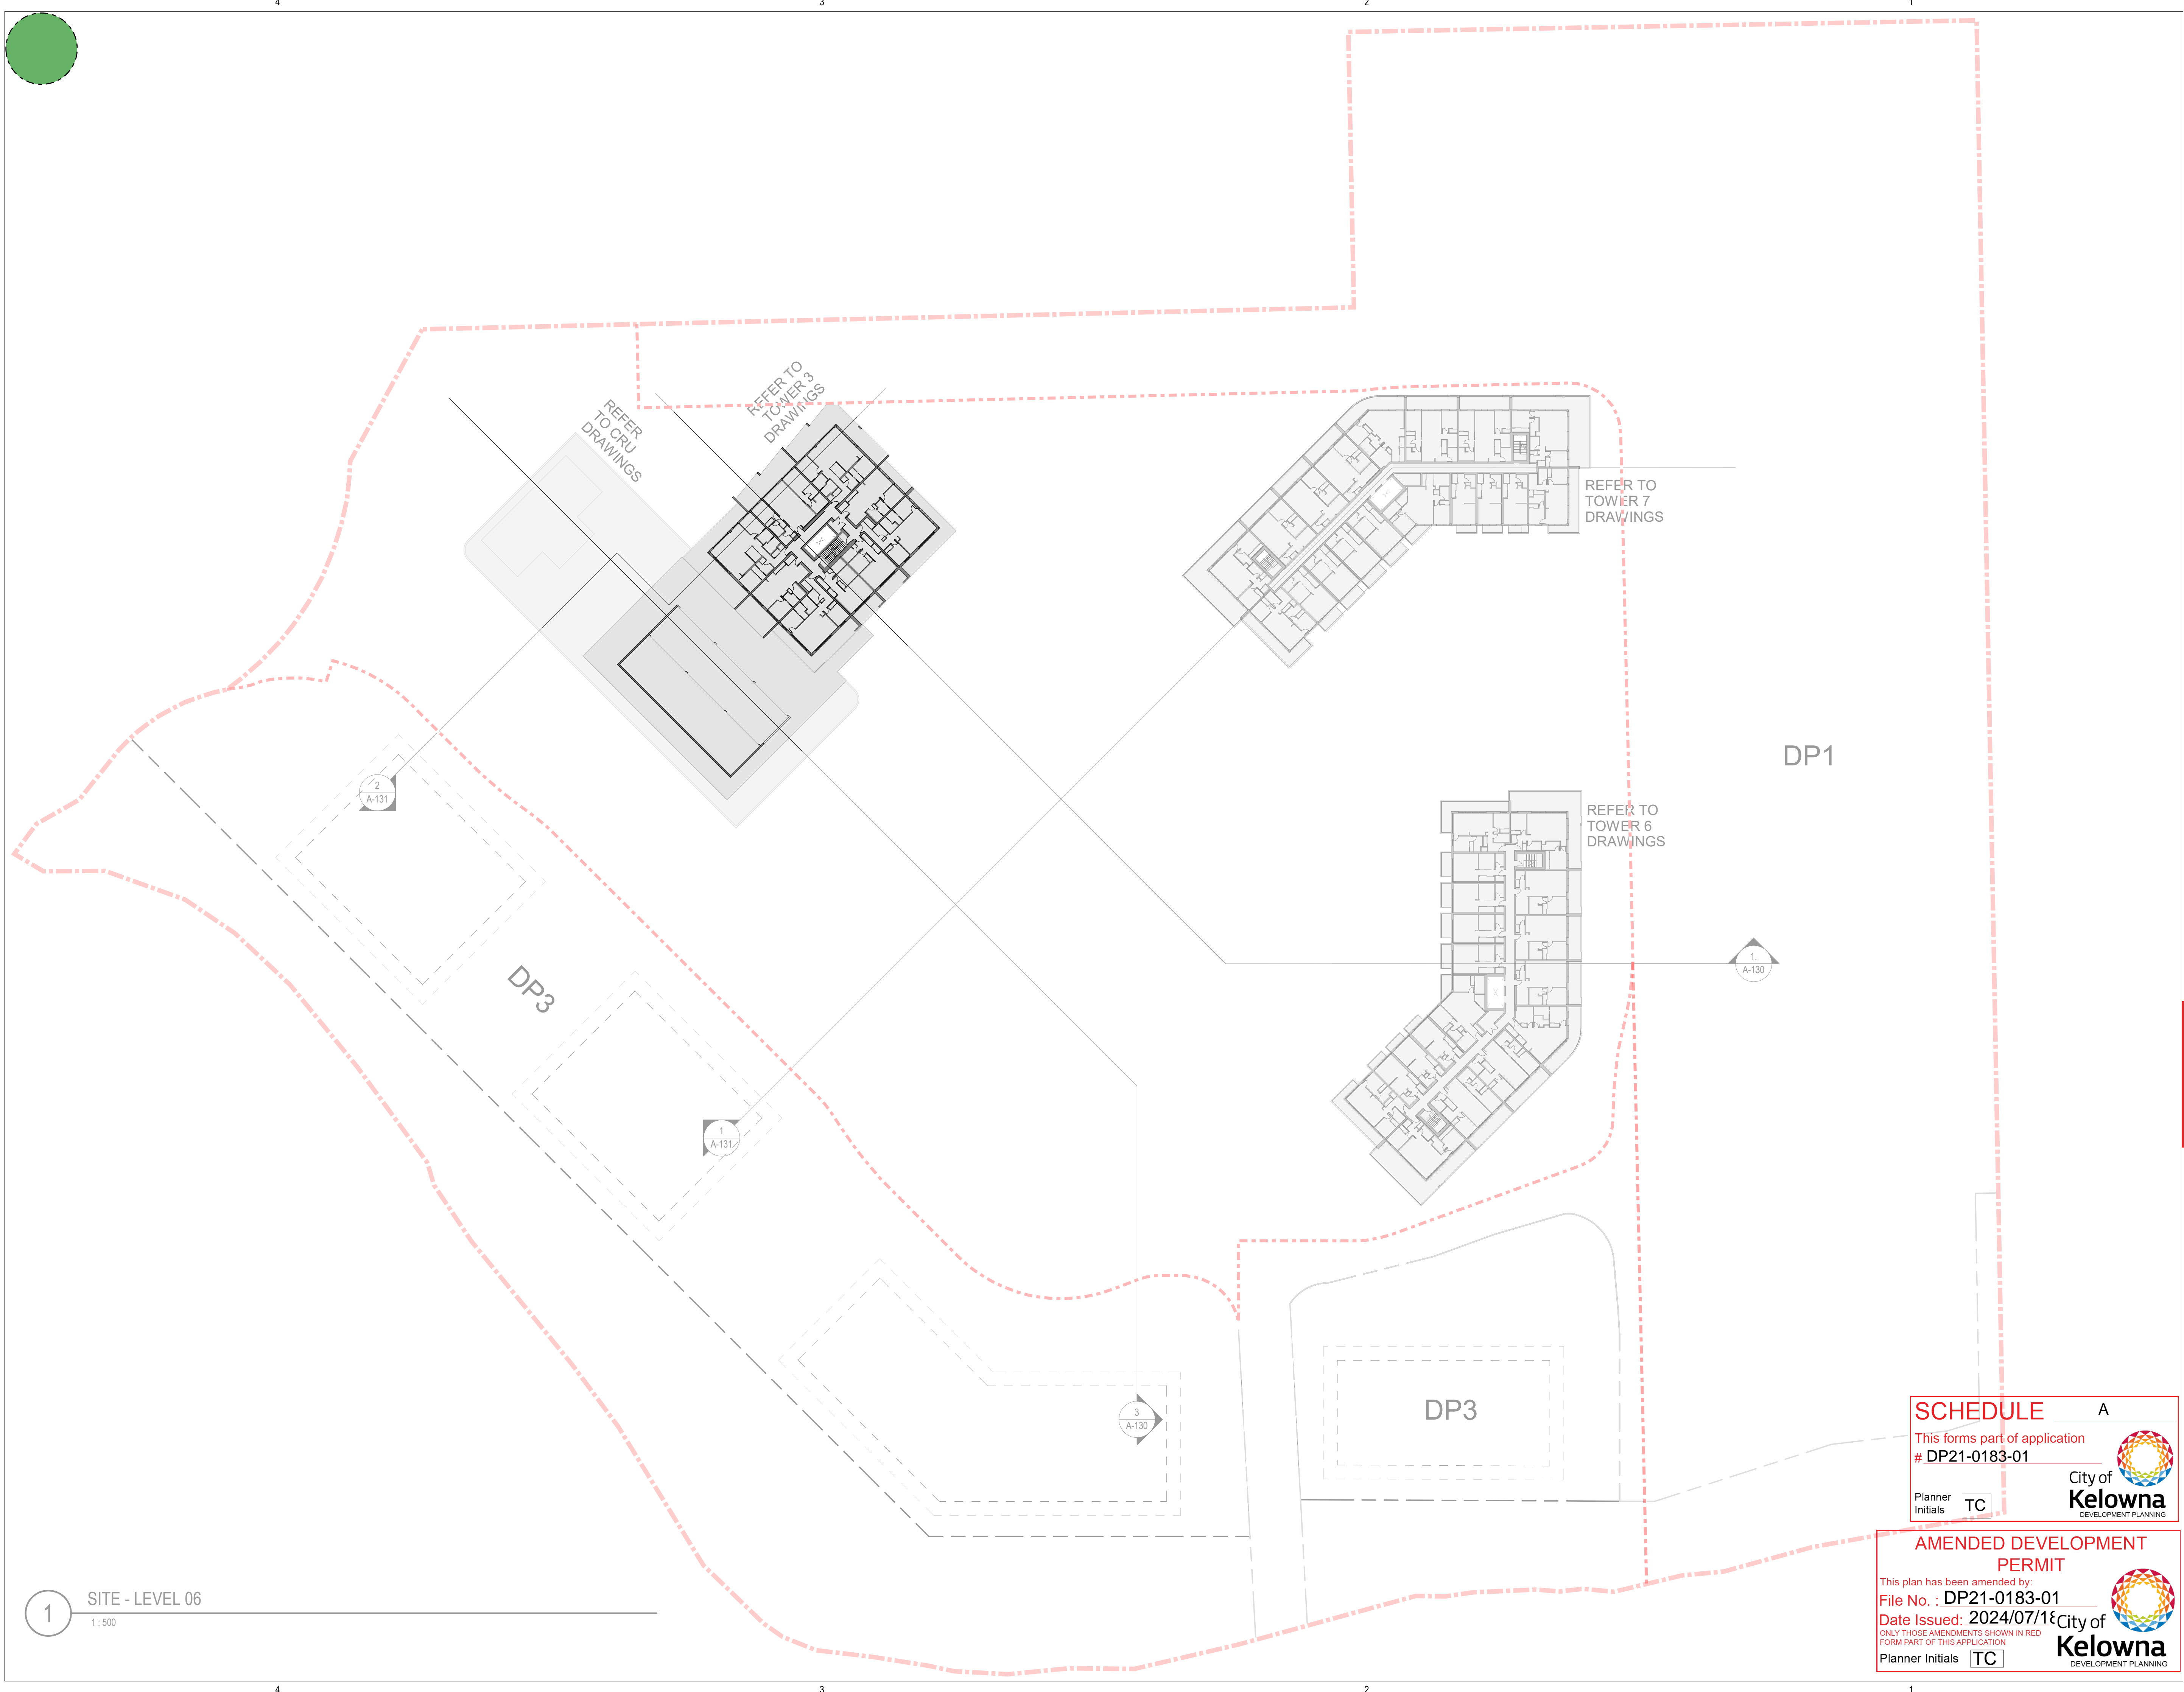 4
3
2
1
REFER TO
TOWER 3
DRAWINGS
REFER
TO CRU
DRAWINGS
REFER TO
TOWER 7
DRAWINGS
DP1
2
A-131
REFER TO
TOWER 6
DRAWINGS
1.
A-130
DP3
1
A-131.
3
A-130
DP3
SCHEDULE A
This forms part of application
# DP21-0183-01
City of
Kelowna
DEVELOPMENT PLANNING
Planner
Initials TC
AMENDED DEVELOPMENT
PERMIT
This plan has been amended by:
File No. : DP21-0183-01
Date Issued: 2024/07/18
ONLY THOSE AMENDMENTS SHOWN IN RED
FORM PART OF THIS APPLICATION
Planner Initials TC
City of
Kelowna
DEVELOPMENT PLANNING
1
SITE - LEVEL 06
1 : 500
4
3
2
1